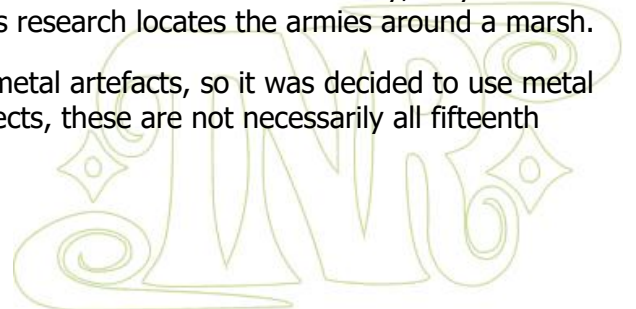 s research locates the armies around a marsh.
metal artefacts, so it was decided to use metal
ects, these are not necessarily all fifteenth
TNR